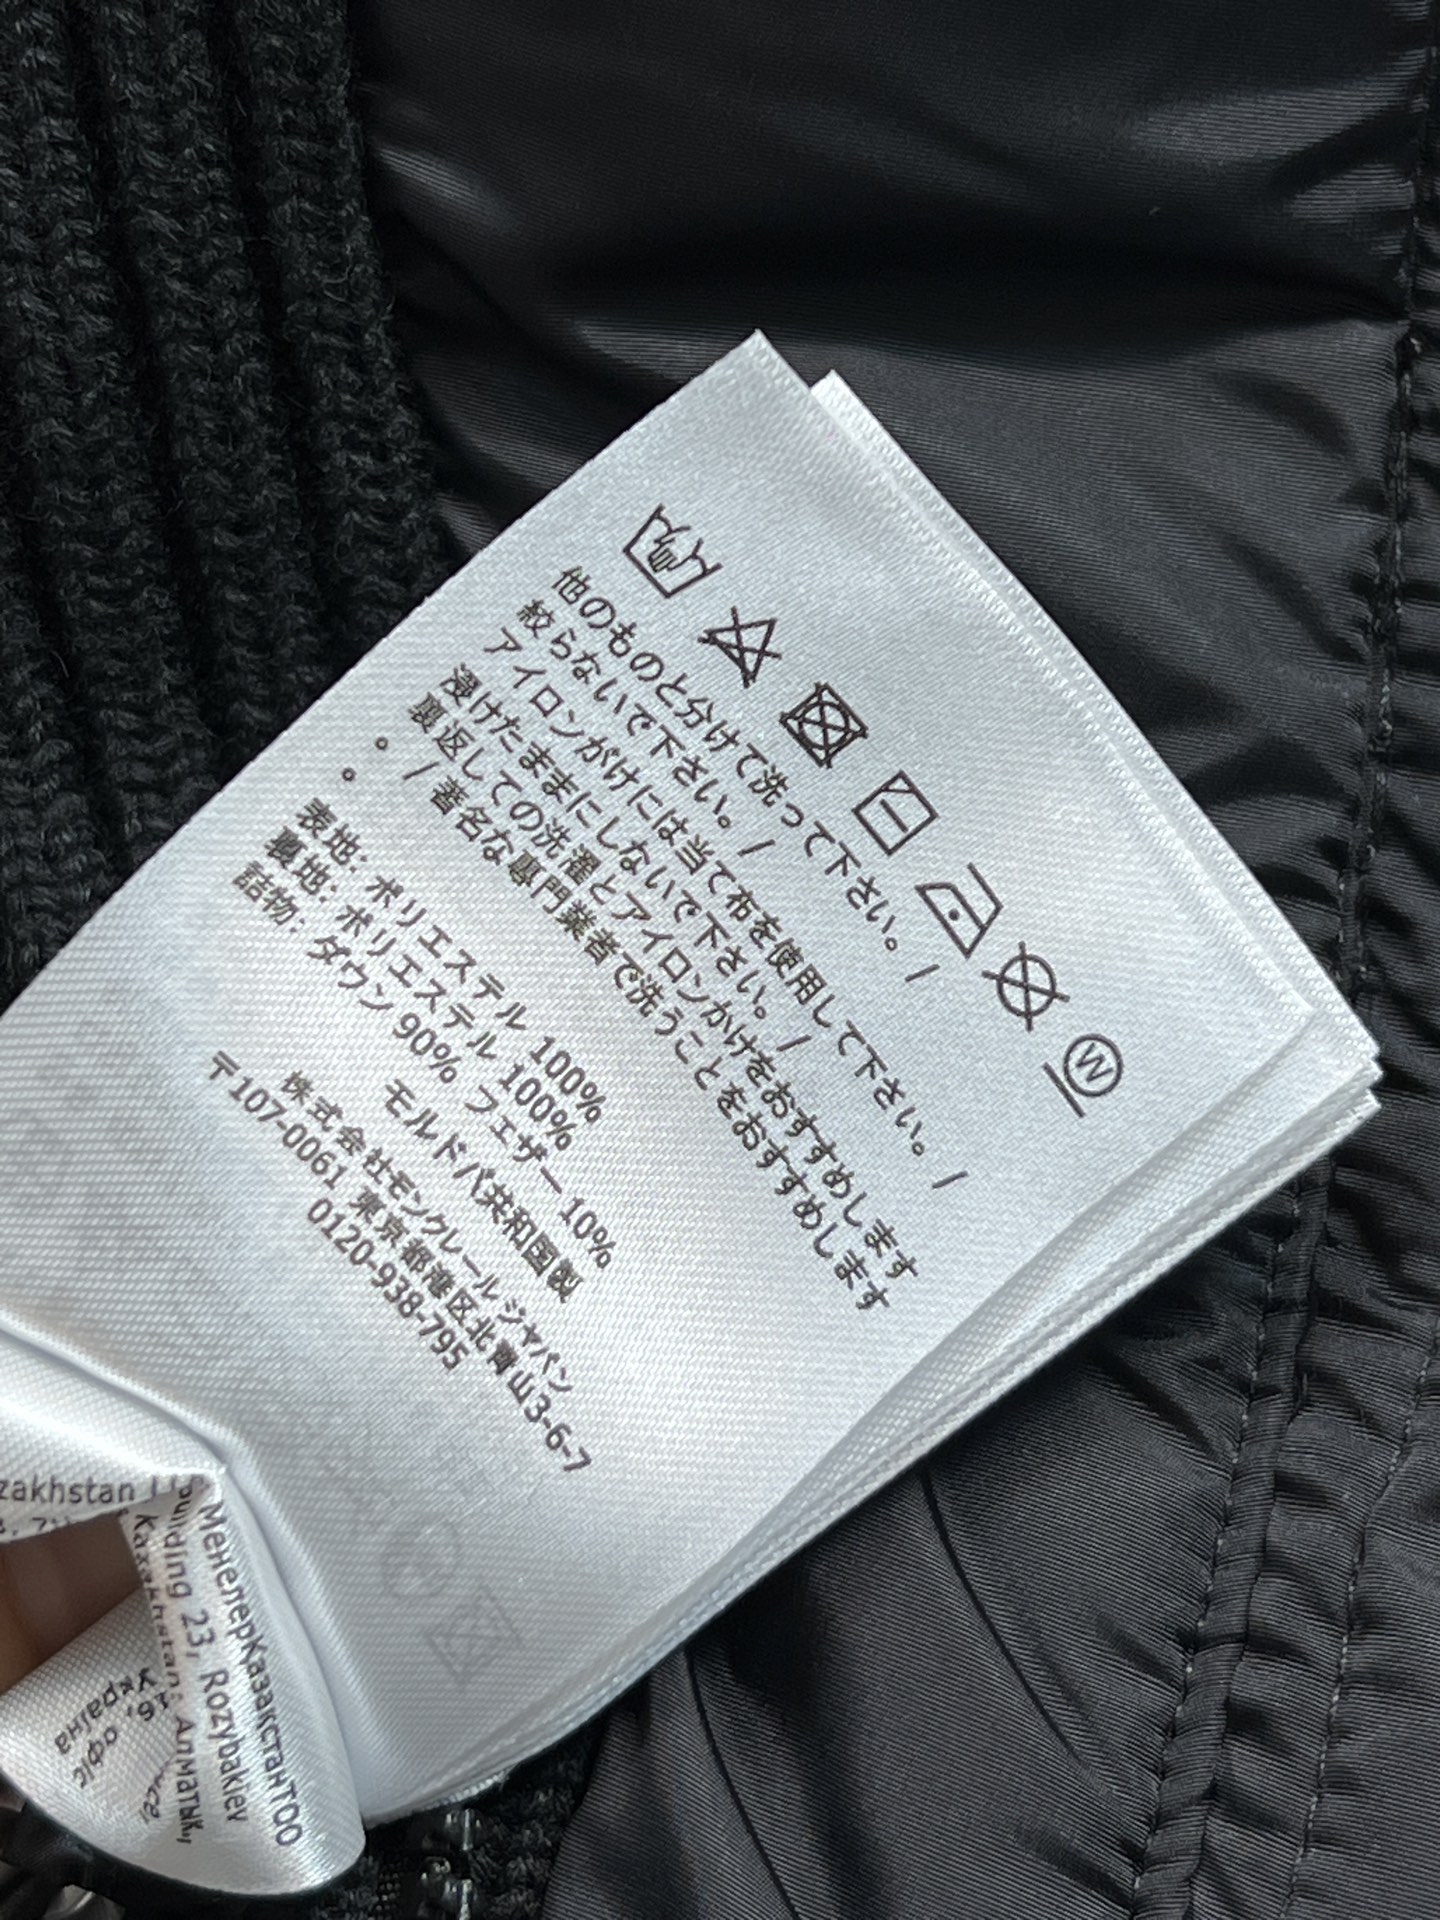 他のものと分けて洗って下さい。 /
絞らないで下さい。 /
アイロンがけには当て布を使用して下さい。 /
浸けたままにしないで下さい。 /
裏返しての洗濯とアイロンかけをおすすめします
。 / 著名な専門業者で洗うことをおすすめします
。
表地: ポリエステル 100%
裏地: ポリエステル 100%
詰物: ダウン 90% フェザー 10%
モルドバ共和国製
株式会社モンクレール ジャパン
〒107-0061 東京都港区北青山3-6-7
0120-938-795
W
zakhstan
МененерКазакстанТОО
building 23, Rozybakiev
Kazakhstan: Алматы,
16, офіс
Україна